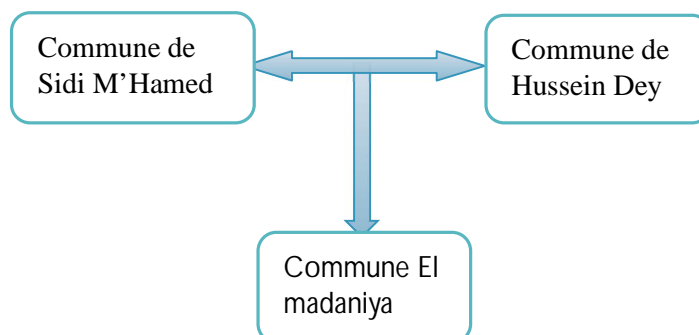 Commune de
Sidi M’Hamed
Commune de
Hussein Dey
Commune El
madaniya